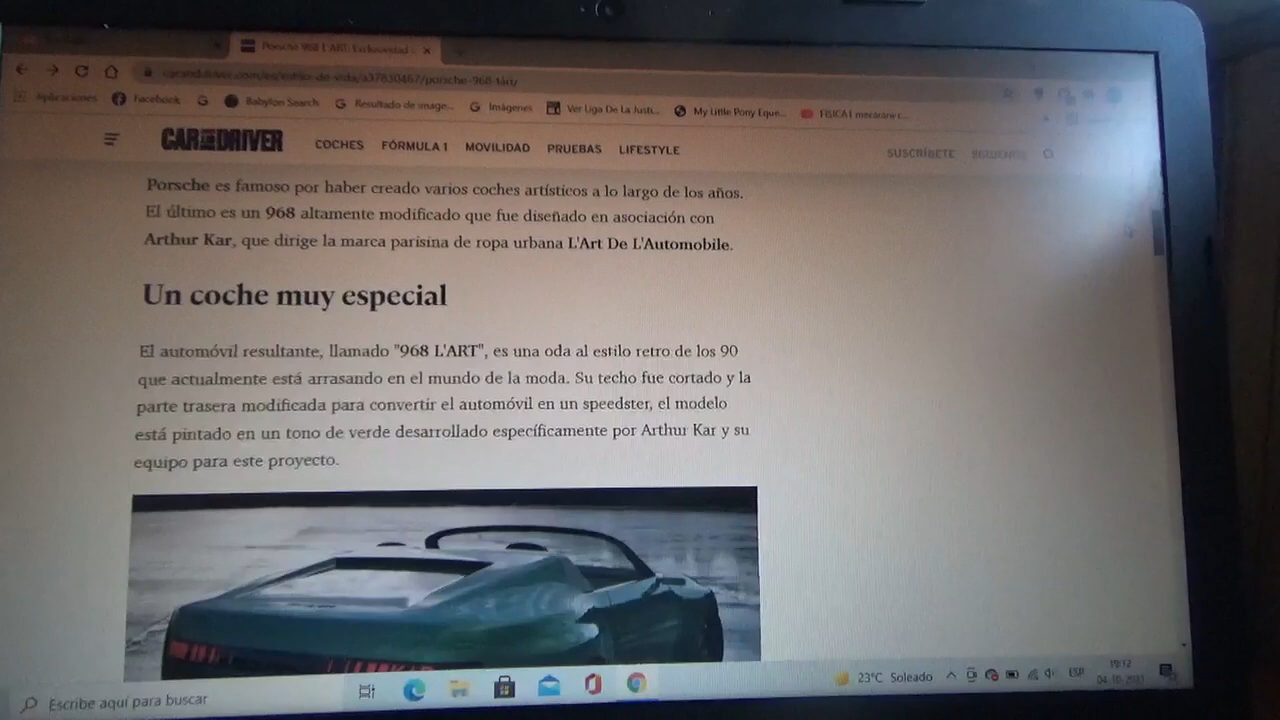 Porsche 968 L'ART: Exclusividad
caranddriver.com/es/estilo-de-vida/a37830467/porsche-968-lart/
Aplicaciones Facebook Babylon Search Resultado de image... Imágenes Ver Liga De La Justi... My Little Pony Eque... FISICA |
CAR AND DRIVER COCHES FÓRMULA 1 MOVILIDAD PRUEBAS LIFESTYLE SUSCRÍBETE SÍGUENOS
Porsche es famoso por haber creado varios coches artísticos a lo largo de los años.
El último es un 968 altamente modificado que fue diseñado en asociación con
Arthur Kar, que dirige la marca parisina de ropa urbana L'Art De L'Automobile.
Un coche muy especial
El automóvil resultante, llamado "968 L'ART", es una oda al estilo retro de los 90
que actualmente está arrasando en el mundo de la moda. Su techo fue cortado y la
parte trasera modificada para convertir el automóvil en un speedster, el modelo
está pintado en un tono de verde desarrollado específicamente por Arthur Kar y su
equipo para este proyecto.
Escribe aquí para buscar 23°C Soleado ESP 19:12
04-10-2021